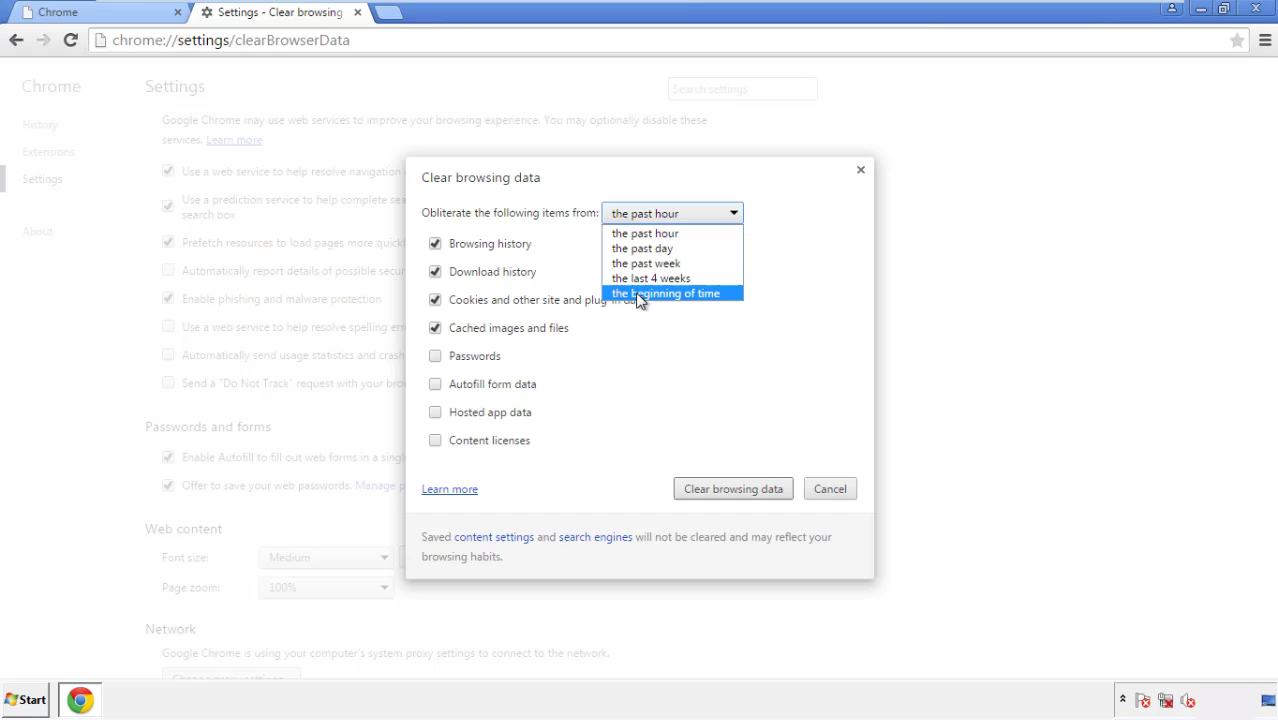 Chrome
Settings - Clear browsing
chrome://settings/clearBrowserData
Chrome
Settings
Search settings
History
Extensions
Settings
About
Google Chrome may use web services to improve your browsing experience. You may optionally disable these
services. Learn more
Use a web service to help resolve navigation
Use a prediction service to help complete
search box
Prefetch resources to load pages more
Automatically report details of possible
Enable phishing and malware protection
Use a web service to help resolve spelling
Automatically send usage statistics and
Send a "Do Not Track" request with your
Passwords and forms
Enable Autofill to fill out web forms in a
Offer to save your web passwords. Manage
Web content
Font size: Medium
Page zoom: 100%
Network
Google Chrome is using your computer's system proxy settings to connect to the network.
Clear browsing data
Obliterate the following items from: the past hour
the past hour
the past day
the past week
the last 4 weeks
the beginning of time
Browsing history
Download history
Cookies and other site and
Cached images and files
Passwords
Autofill form data
Hosted app data
Content licenses
Learn more
Clear browsing data
Cancel
Saved content settings and search engines will not be cleared and may reflect your
browsing habits.
Start